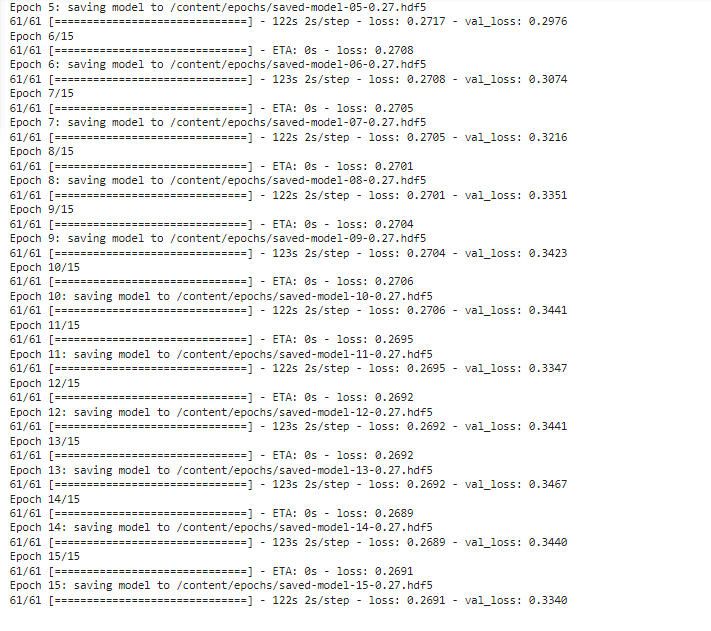 Epoch 5: saving model to /content/epochs/saved-model-05-0.27.hdf5
61/61 [==============================] - 122s 2s/step - loss: 0.2717 - val_loss: 0.2976
Epoch 6/15
61/61 [==============================] - ETA: 0s - loss: 0.2708
Epoch 6: saving model to /content/epochs/saved-model-06-0.27.hdf5
61/61 [==============================] - 123s 2s/step - loss: 0.2708 - val_loss: 0.3074
Epoch 7/15
61/61 [==============================] - ETA: 0s - loss: 0.2705
Epoch 7: saving model to /content/epochs/saved-model-07-0.27.hdf5
61/61 [==============================] - 122s 2s/step - loss: 0.2705 - val_loss: 0.3216
Epoch 8/15
61/61 [==============================] - ETA: 0s - loss: 0.2701
Epoch 8: saving model to /content/epochs/saved-model-08-0.27.hdf5
61/61 [==============================] - 122s 2s/step - loss: 0.2701 - val_loss: 0.3351
Epoch 9/15
61/61 [==============================] - ETA: 0s - loss: 0.2704
Epoch 9: saving model to /content/epochs/saved-model-09-0.27.hdf5
61/61 [==============================] - 123s 2s/step - loss: 0.2704 - val_loss: 0.3423
Epoch 10/15
61/61 [==============================] - ETA: 0s - loss: 0.2706
Epoch 10: saving model to /content/epochs/saved-model-10-0.27.hdf5
61/61 [==============================] - 122s 2s/step - loss: 0.2706 - val_loss: 0.3441
Epoch 11/15
61/61 [==============================] - ETA: 0s - loss: 0.2695
Epoch 11: saving model to /content/epochs/saved-model-11-0.27.hdf5
61/61 [==============================] - 122s 2s/step - loss: 0.2695 - val_loss: 0.3347
Epoch 12/15
61/61 [==============================] - ETA: 0s - loss: 0.2692
Epoch 12: saving model to /content/epochs/saved-model-12-0.27.hdf5
61/61 [==============================] - 123s 2s/step - loss: 0.2692 - val_loss: 0.3441
Epoch 13/15
61/61 [==============================] - ETA: 0s - loss: 0.2692
Epoch 13: saving model to /content/epochs/saved-model-13-0.27.hdf5
61/61 [==============================] - 123s 2s/step - loss: 0.2692 - val_loss: 0.3467
Epoch 14/15
61/61 [==============================] - ETA: 0s - loss: 0.2689
Epoch 14: saving model to /content/epochs/saved-model-14-0.27.hdf5
61/61 [==============================] - 123s 2s/step - loss: 0.2689 - val_loss: 0.3440
Epoch 15/15
61/61 [==============================] - ETA: 0s - loss: 0.2691
Epoch 15: saving model to /content/epochs/saved-model-15-0.27.hdf5
61/61 [==============================] - 122s 2s/step - loss: 0.2691 - val_loss: 0.3340